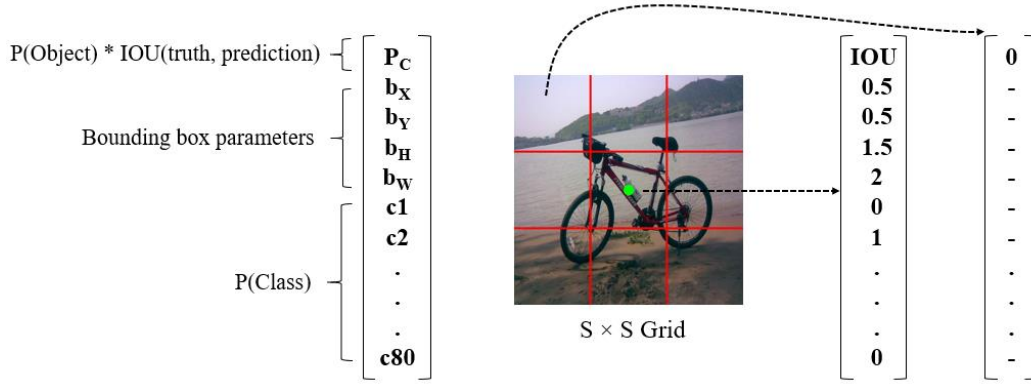 P(Object) * IOU(truth, prediction)
Bounding box parameters
P(Class)
P_C
b_X
b_Y
b_H
b_W
c1
c2
.
.
.
c80
S × S Grid
IOU
0.5
0.5
1.5
2
0
1
.
.
.
0
0
-
-
-
-
-
-
.
.
.
-